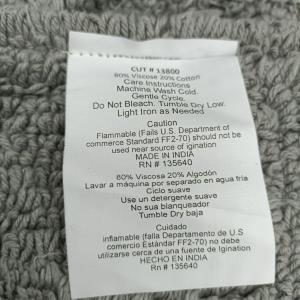 CUT # 13800
80% Viscose 20% Cotton
Care Instructions
Machine Wash Cold.
Gentle Cycle.
Do Not Bleach. Tumble Dry Low.
Light Iron as Needed
Caution
Flammable (Fails U.S. Department of
commerce Standard FF2-70) should not be
used near source of igination
MADE IN INDIA
RN # 135640
80% Viscosa 20% Algodòn
Lavar a máquina por separado en agua fria
Ciclo suave
Use un detergente suave
No usa blanqueador
Tumble Dry baja
Cuidado
inflamable (falla Departamento de U.S
comercio Estándar FF2-70) no debe
utilizarse cerca de una fuente de Ignation
HECHO EN INDIA
Rn # 135640